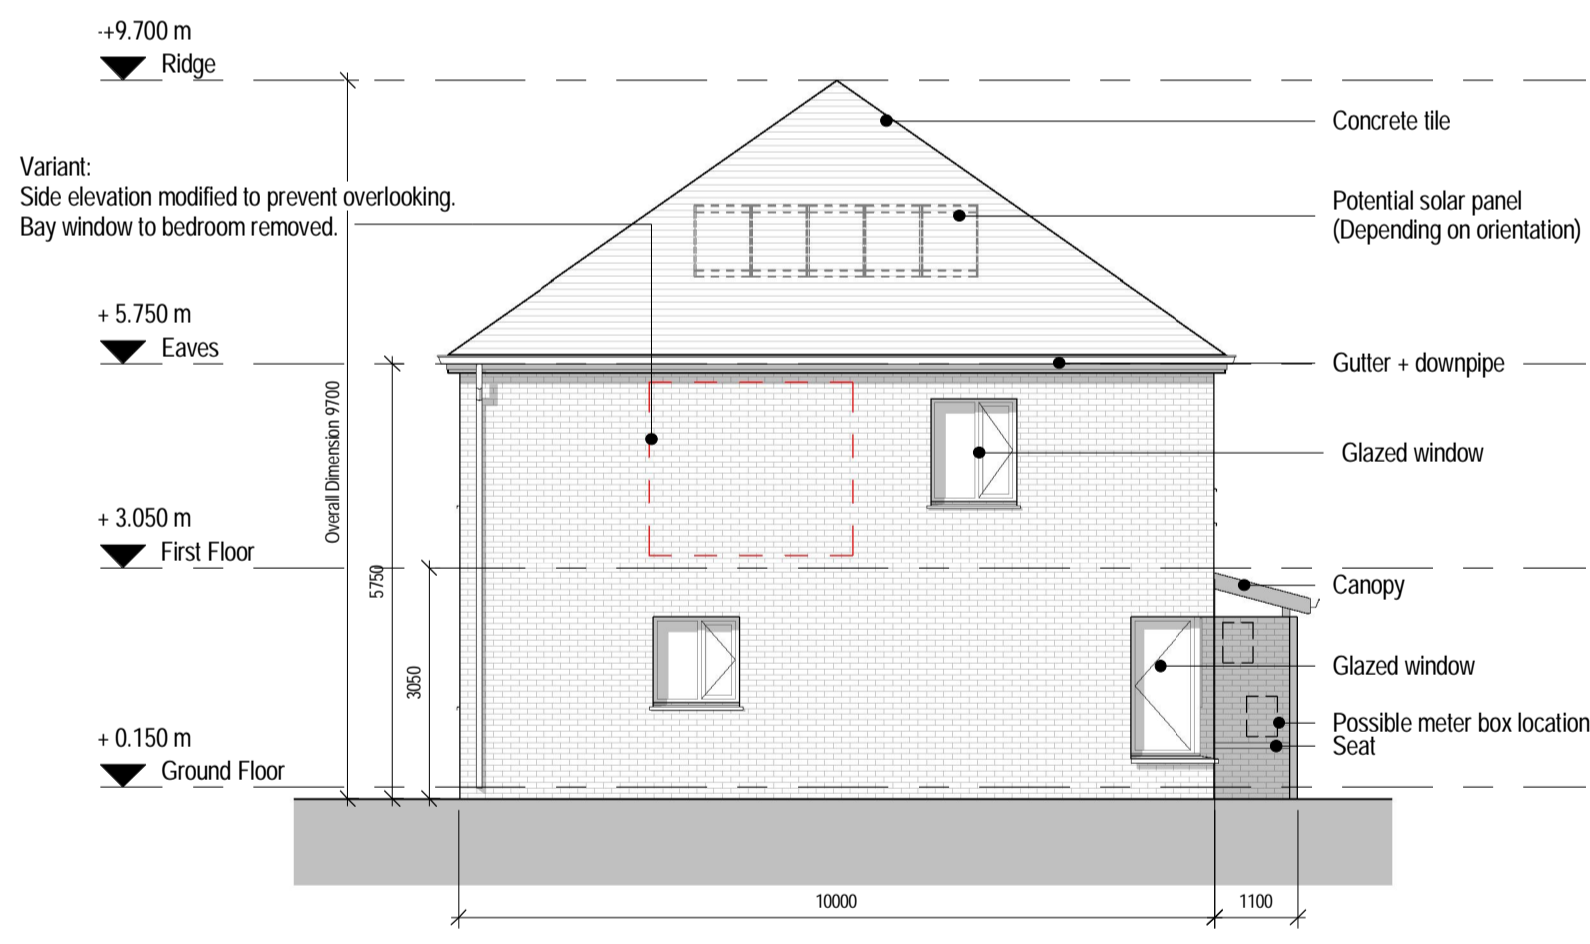 -+9.700 m
Ridge
Concrete tile
Variant:
Side elevation modified to prevent overlooking.
Bay window to bedroom removed.
Potential solar panel
(Depending on orientation)
+ 5.750 m
Eaves
Gutter + downpipe
Overall Dimension 9700
Glazed window
+ 3.050 m
First Floor
5750
Canopy
3050
Glazed window
Possible meter box location
Seat
+ 0.150 m
Ground Floor
10000
1100